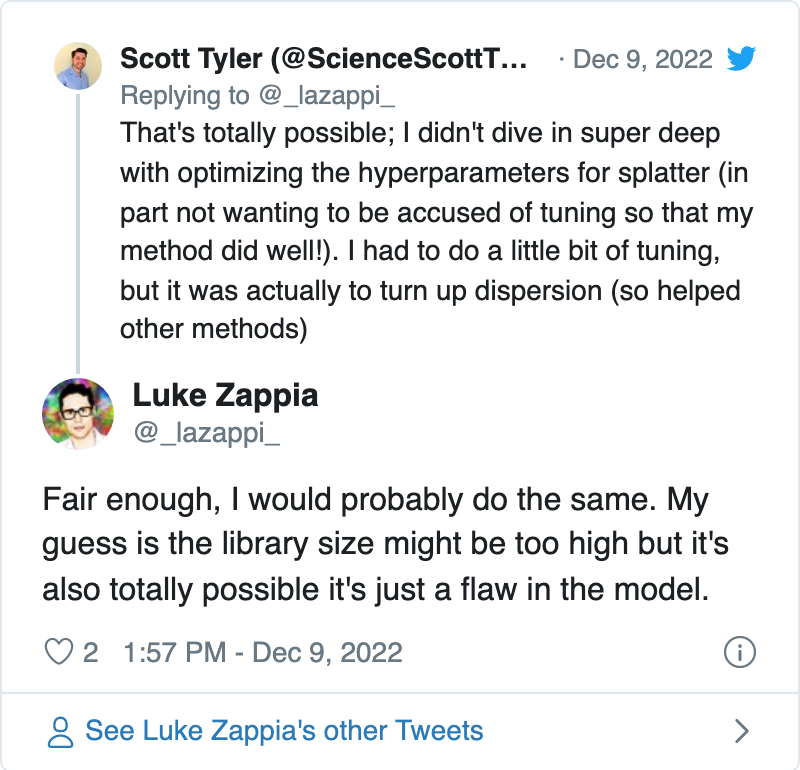 Scott Tyler (@ScienceScottT... · Dec 9, 2022
Replying to @_lazappi_
That's totally possible; I didn't dive in super deep
with optimizing the hyperparameters for splatter (in
part not wanting to be accused of tuning so that my
method did well!). I had to do a little bit of tuning,
but it was actually to turn up dispersion (so helped
other methods)
Luke Zappia
@_lazappi_
Fair enough, I would probably do the same. My
guess is the library size might be too high but it's
also totally possible it's just a flaw in the model.
2 1:57 PM - Dec 9, 2022
See Luke Zappia's other Tweets